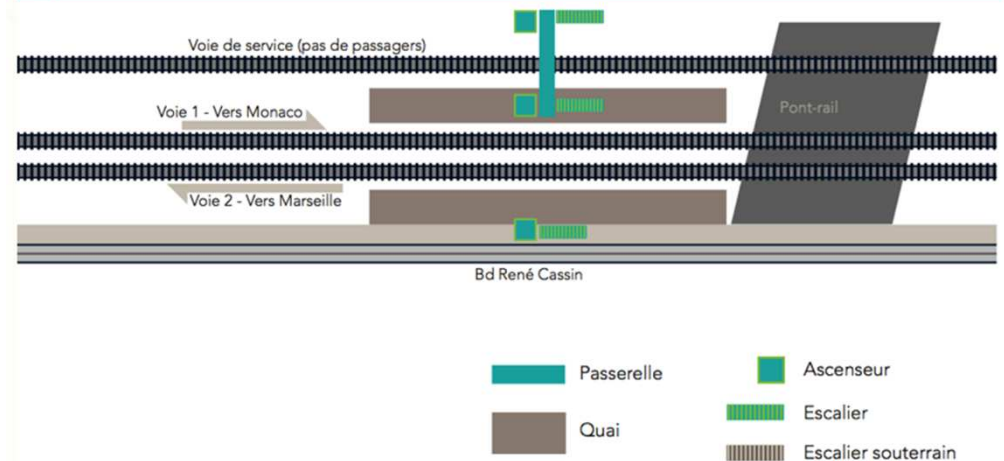 Voie de service (pas de passagers)
Voie 1 - Vers Monaco
Pont-rail
Voie 2 - Vers Marseille
Bd René Cassin
Passerelle
Ascenseur
Escalier
Quai
Escalier souterrain